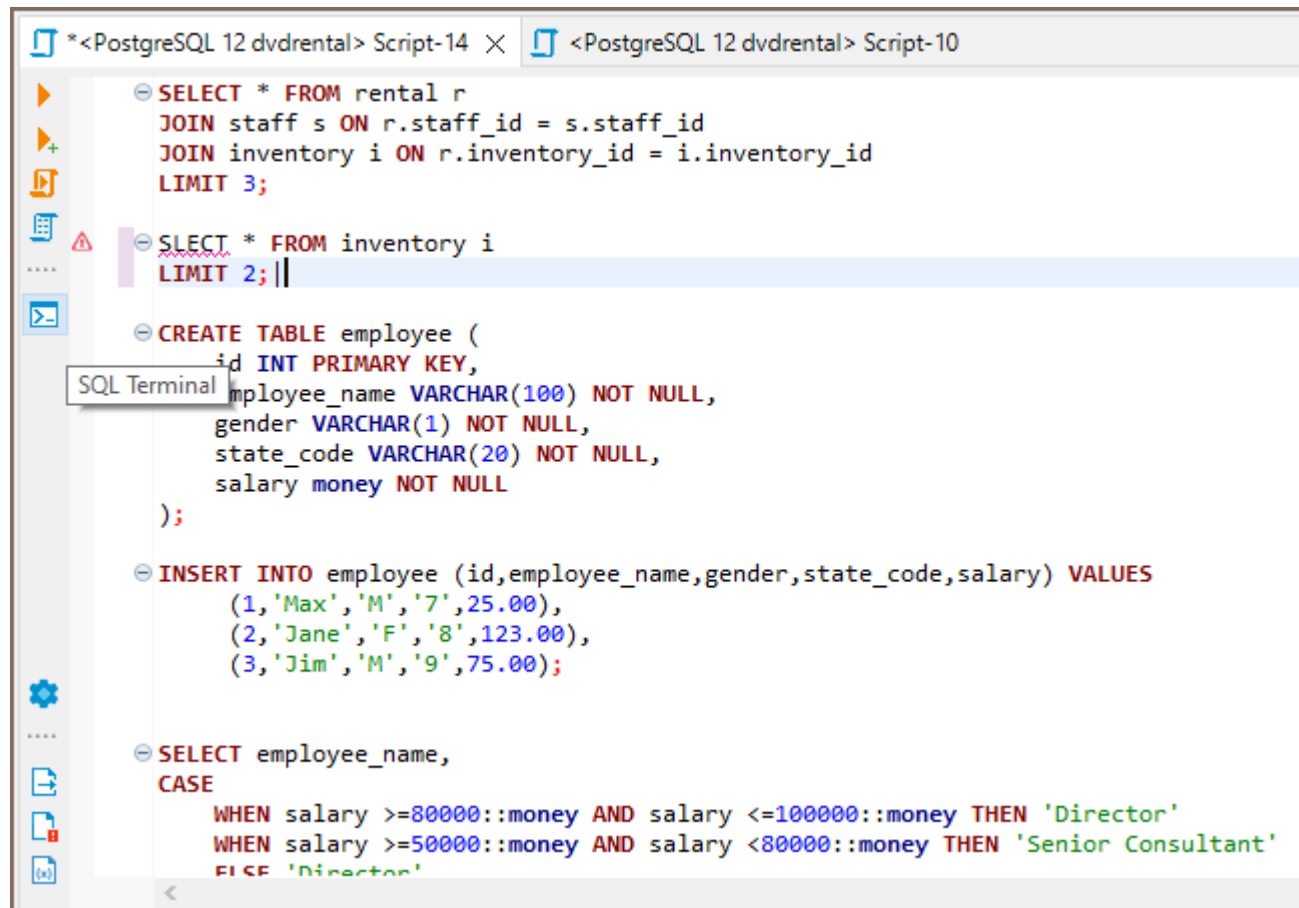 *<PostgreSQL 12 dvdrental> Script-14
<PostgreSQL 12 dvdrental> Script-10
SELECT * FROM rental r
JOIN staff s ON r.staff_id = s.staff_id
JOIN inventory i ON r.inventory_id = i.inventory_id
LIMIT 3;
SLECT * FROM inventory i
LIMIT 2;
CREATE TABLE employee (
id INT PRIMARY KEY,
SQL Terminal
mployee_name VARCHAR(100) NOT NULL,
gender VARCHAR(1) NOT NULL,
state_code VARCHAR(20) NOT NULL,
salary money NOT NULL
);
INSERT INTO employee (id,employee_name,gender,state_code,salary) VALUES
(1,'Max','M','7',25.00),
(2,'Jane','F','8',123.00),
(3,'Jim','M','9',75.00);
SELECT employee_name,
CASE
WHEN salary >=80000::money AND salary <=100000::money THEN 'Director'
WHEN salary >=50000::money AND salary <80000::money THEN 'Senior Consultant'
ELSE 'Director'